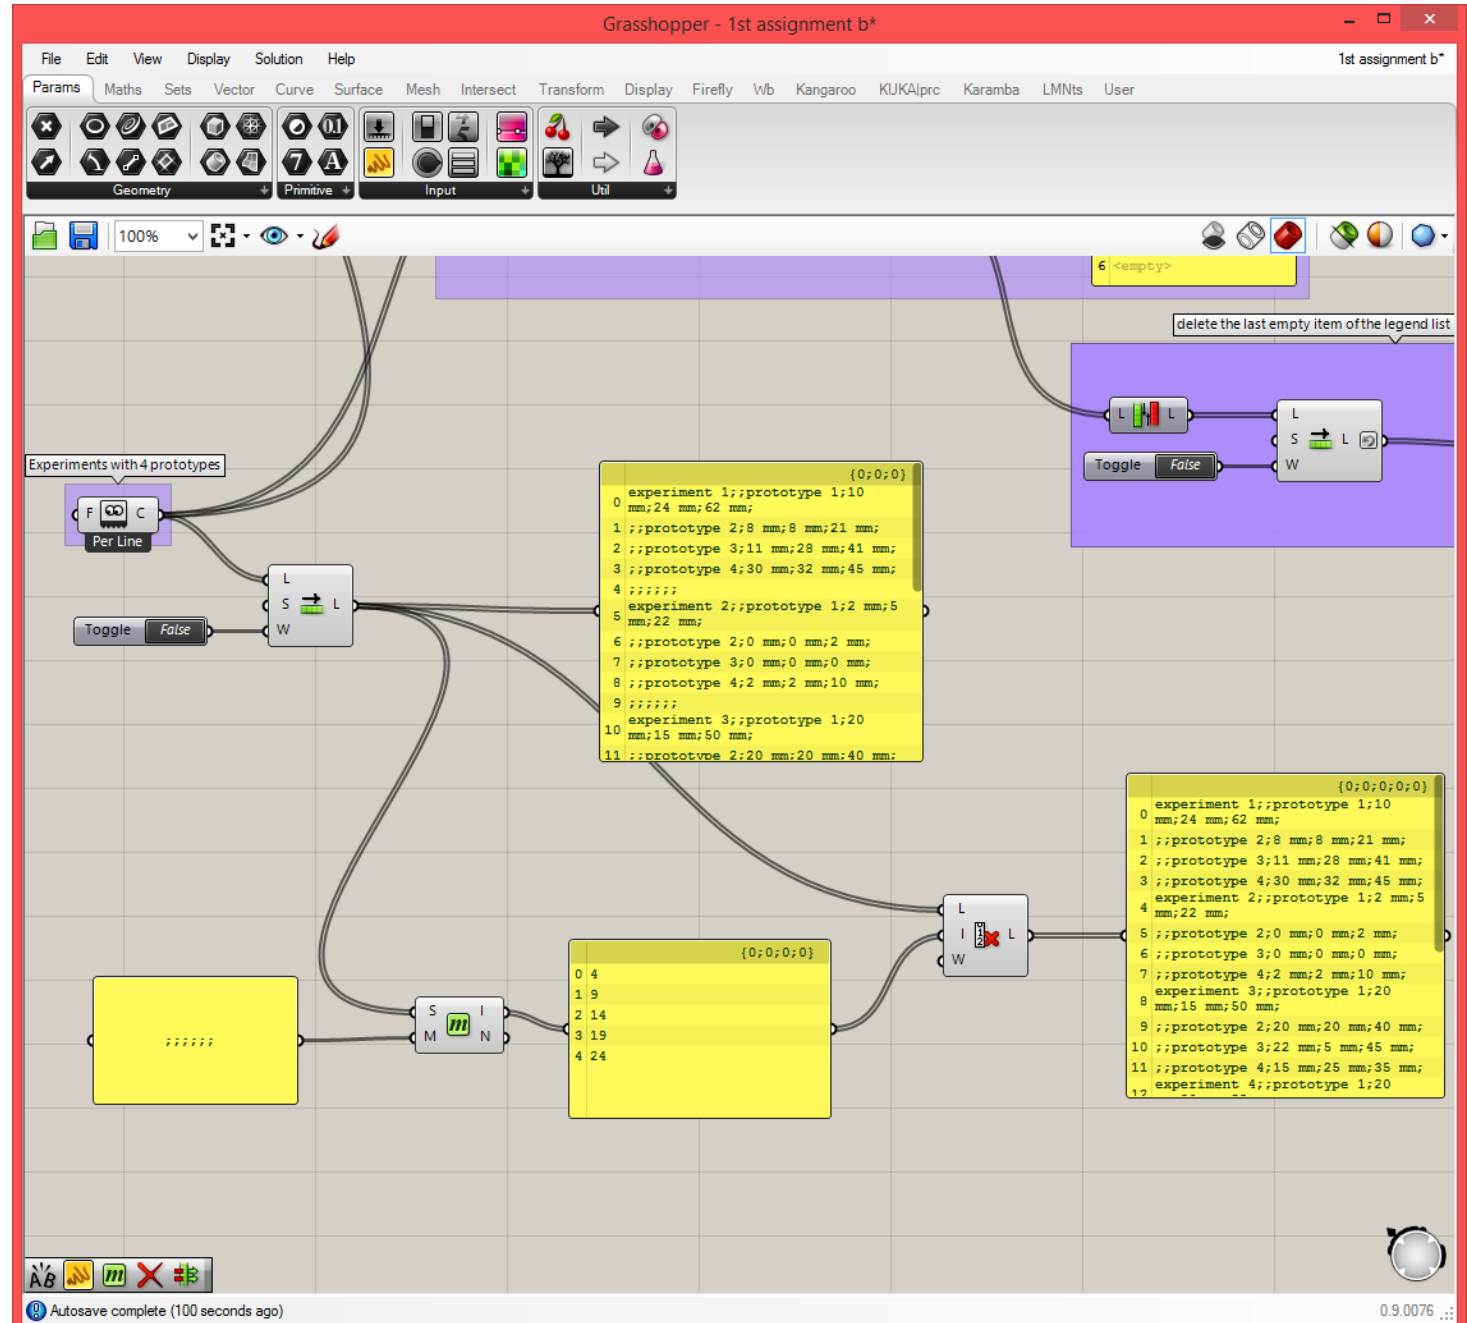 Grasshopper - 1st assignment b*
File Edit View Display Solution Help 1st assignment b*
Params Maths Sets Vector Curve Surface Mesh Intersect Transform Display Firefly Wb Kangaroo KUKA|prc Karamba LMNts User
Geometry Primitive Input Util
100%
6 <empty>
delete the last empty item of the legend list
L L
L
S L
W
Toggle False
Experiments with 4 prototypes
F C
Per Line
L
S L
W
Toggle False
{0;0;0}
0 experiment 1;;prototype 1;10
mm;24 mm;62 mm;
1 ;;prototype 2;8 mm;8 mm;21 mm;
2 ;;prototype 3;11 mm;28 mm;41 mm;
3 ;;prototype 4;30 mm;32 mm;45 mm;
4 ;;;;;;
5 experiment 2;;prototype 1;2 mm;5
mm;22 mm;
6 ;;prototype 2;0 mm;0 mm;2 mm;
7 ;;prototype 3;0 mm;0 mm;0 mm;
8 ;;prototype 4;2 mm;2 mm;10 mm;
9 ;;;;;;
10 experiment 3;;prototype 1;20
mm;15 mm;50 mm;
11 ;;prototype 2;20 mm;20 mm;40 mm;
{0;0;0;0;0}
0 experiment 1;;prototype 1;10
mm;24 mm;62 mm;
1 ;;prototype 2;8 mm;8 mm;21 mm;
2 ;;prototype 3;11 mm;28 mm;41 mm;
3 ;;prototype 4;30 mm;32 mm;45 mm;
4 experiment 2;;prototype 1;2 mm;5
mm;22 mm;
5 ;;prototype 2;0 mm;0 mm;2 mm;
6 ;;prototype 3;0 mm;0 mm;0 mm;
7 ;;prototype 4;2 mm;2 mm;10 mm;
8 experiment 3;;prototype 1;20
mm;15 mm;50 mm;
9 ;;prototype 2;20 mm;20 mm;40 mm;
10 ;;prototype 3;22 mm;5 mm;45 mm;
11 ;;prototype 4;15 mm;25 mm;35 mm;
12 experiment 4;;prototype 1;20
L
I L
W
{0;0;0;0}
0 4
1 9
2 14
3 19
4 24
;;;;;;
S I
m
M N
Autosave complete (100 seconds ago) 0.9.0076